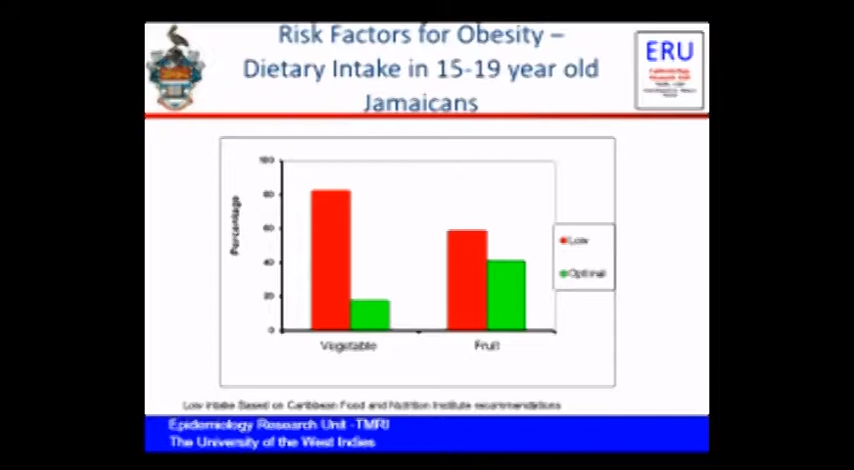 Risk Factors for Obesity –
Dietary Intake in 15-19 year old
Jamaicans
ERU
100
80
60
40
20
0
Percentage
Vegetable
Fruit
Low
Optimal
Low intake Based on Caribbean Food and Nutrition Institute recommendations
Epidemiology Research Unit -TMRI
The University of the West Indies